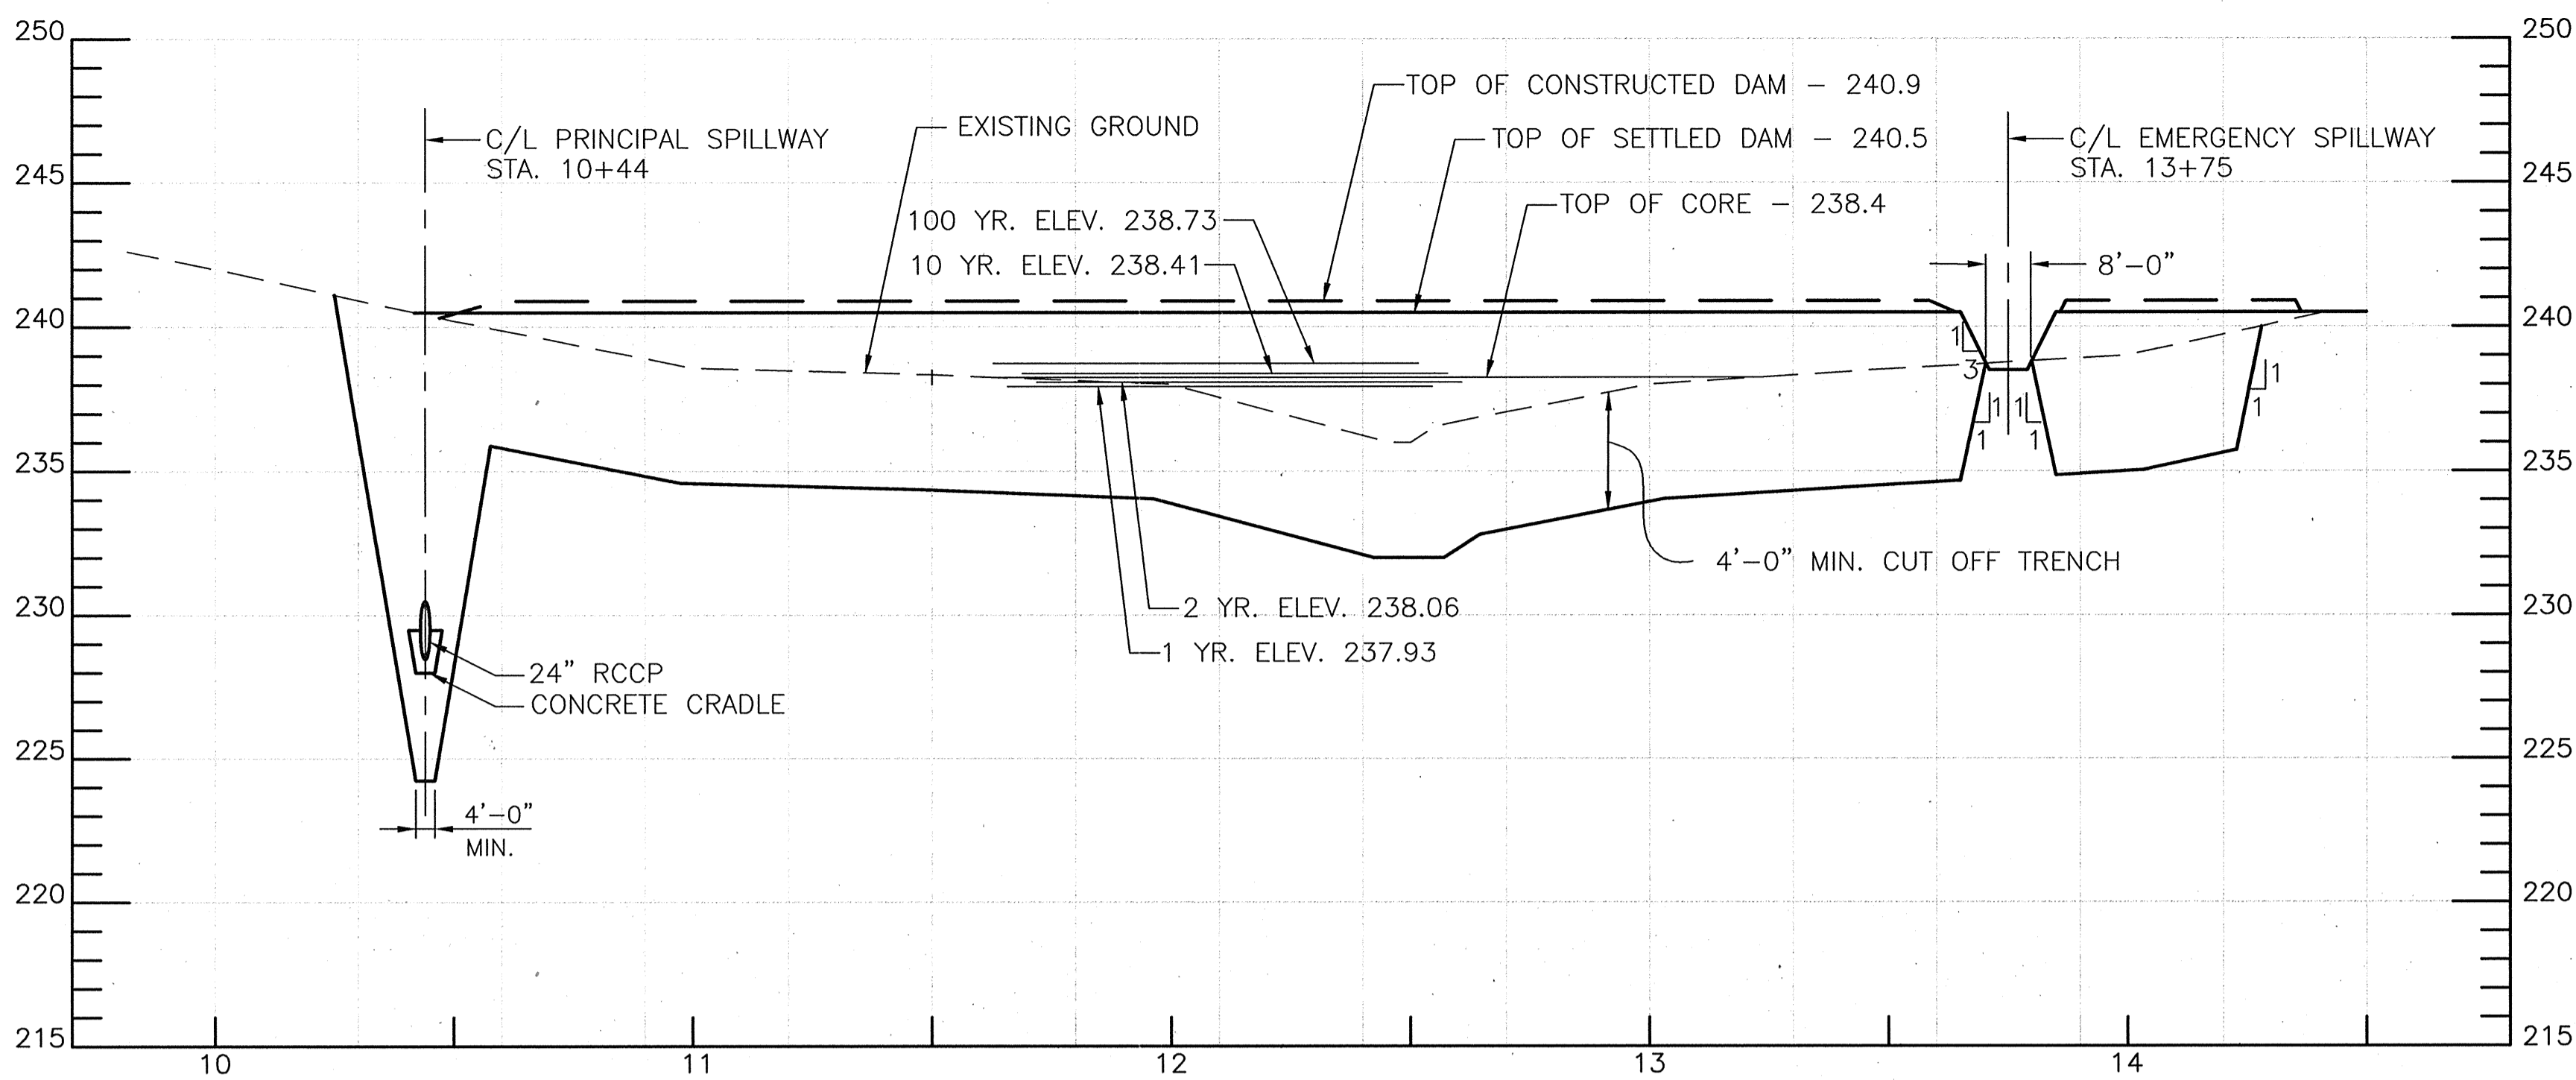 250
250
TOP OF CONSTRUCTED DAM - 240.9
EXISTING GROUND
C/L PRINCIPAL SPILLWAY
STA. 10+44
TOP OF SETTLED DAM - 240.5
C/L EMERGENCY SPILLWAY
STA. 13+75
245
245
TOP OF CORE - 238.4
100 YR. ELEV. 238.73
10 YR. ELEV. 238.41
8'-0"
240
240
1
3
1
1
1
1
1
1
235
235
4'-0" MIN. CUT OFF TRENCH
230
230
2 YR. ELEV. 238.06
1 YR. ELEV. 237.93
24" RCCP
CONCRETE CRADLE
225
225
4'-0"
MIN.
220
220
215
215
10
11
12
13
14